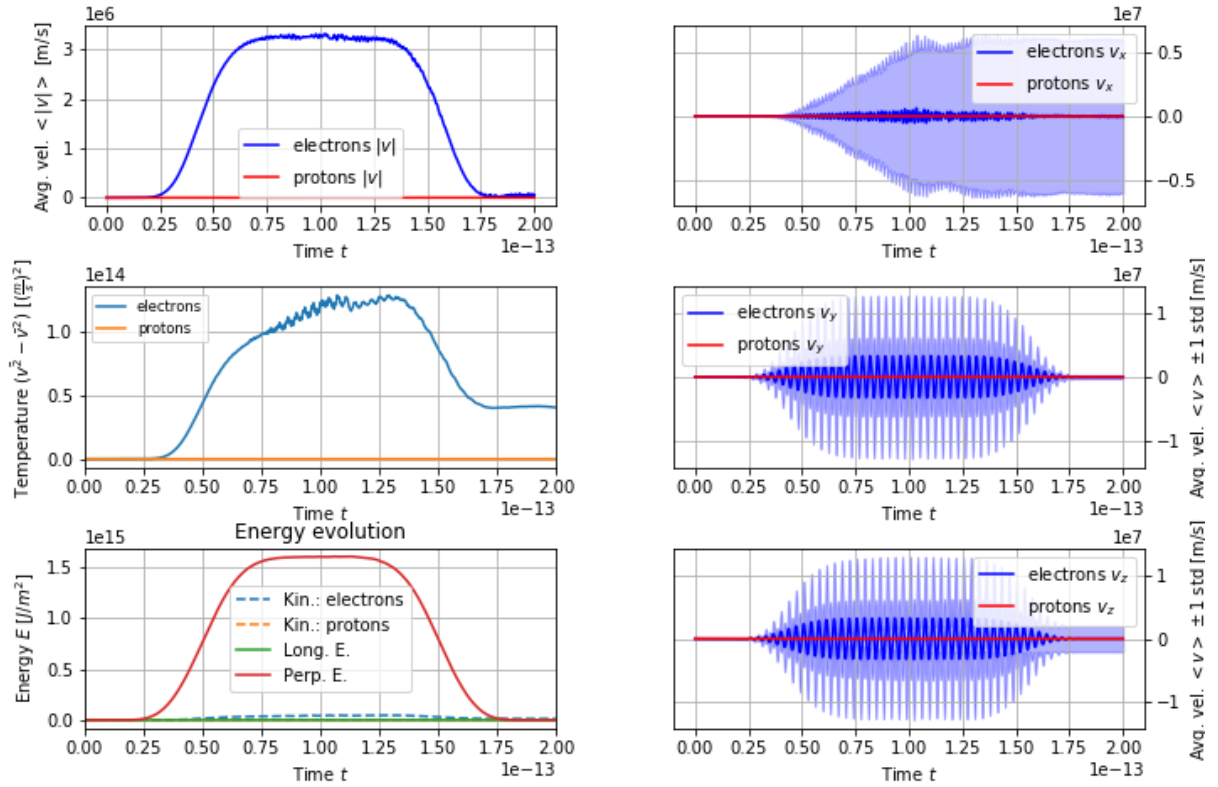 1e6
Avg. vel. < |v| > [m/s]
3
2
1
0
electrons |v|
protons |v|
0.00 0.25 0.50 0.75 1.00 1.25 1.50 1.75 2.00
Time t
1e−13
1e7
electrons v_x
protons v_x
0.5
0.0
−0.5
0.00 0.25 0.50 0.75 1.00 1.25 1.50 1.75 2.00
Time t
1e−13
1e14
Temperature (v̄² − v̄²) [(m/s)²]
1.0
0.5
0.0
electrons
protons
0.00 0.25 0.50 0.75 1.00 1.25 1.50 1.75 2.00
Time t
1e−13
1e7
electrons v_y
protons v_y
1
0
−1
Avg. vel. < v > ±1 std [m/s]
0.00 0.25 0.50 0.75 1.00 1.25 1.50 1.75 2.00
Time t
1e−13
Energy evolution
1e15
Energy E [J/m²]
1.5
1.0
0.5
0.0
Kin.: electrons
Kin.: protons
Long. E.
Perp. E.
0.00 0.25 0.50 0.75 1.00 1.25 1.50 1.75 2.00
Time t
1e−13
1e7
electrons v_z
protons v_z
1
0
−1
Avg. vel. < v > ±1 std [m/s]
0.00 0.25 0.50 0.75 1.00 1.25 1.50 1.75 2.00
Time t
1e−13